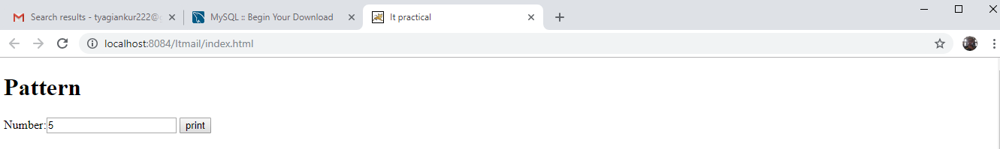 Search results - tyagiankur222@g
MySQL :: Begin Your Download
It practical
localhost:8084/Itmail/index.html
Pattern
Number:5 print